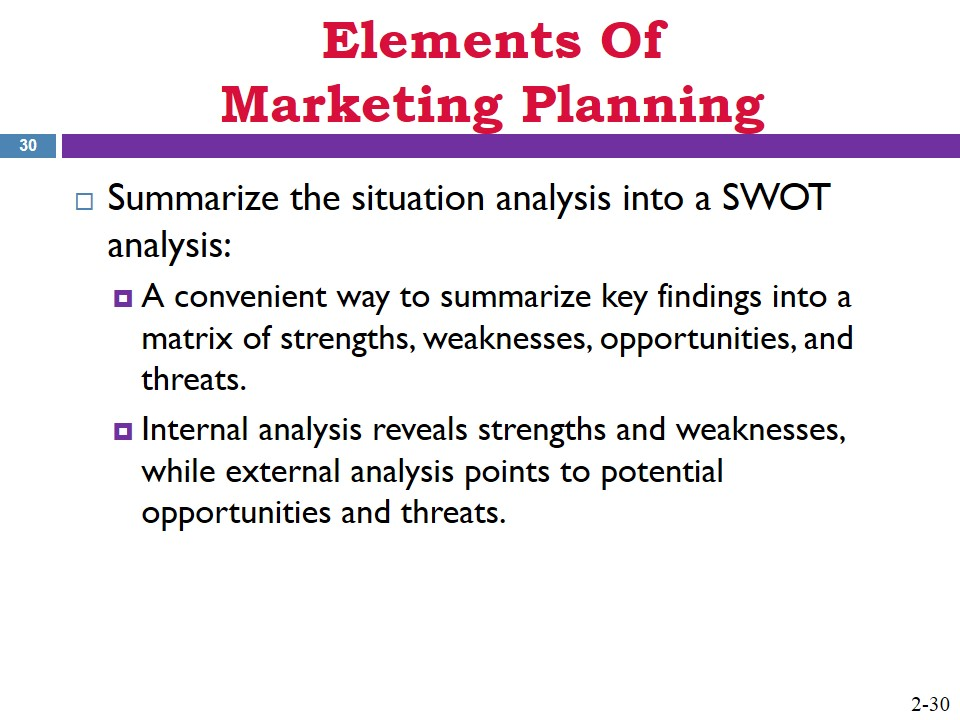 Elements Of
Marketing Planning
30
Summarize the situation analysis into a SWOT
analysis:
A convenient way to summarize key findings into a
matrix of strengths, weaknesses, opportunities, and
threats.
Internal analysis reveals strengths and weaknesses,
while external analysis points to potential
opportunities and threats.
2-30